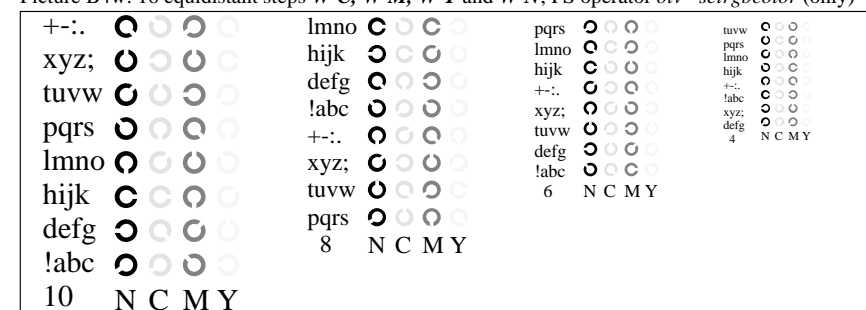 Picture B4w: 16 equidistant steps W-C, W-M, W-Y and W-N; PS operator olv* setrgbcolor (only)
+-:.
xyz;
tuvw
pqrs
lmno
hijk
defg
!abc
10 N C M Y
lmno
hijk
defg
!abc
+-:.
xyz;
tuvw
pqrs
8 N C M Y
pqrs
lmno
hijk
+-:.
xyz;
tuvw
defg
!abc
6 N C M Y
tuvw
pqrs
lmno
hijk
+-:.
!abc
xyz;
defg
4 N C M Y